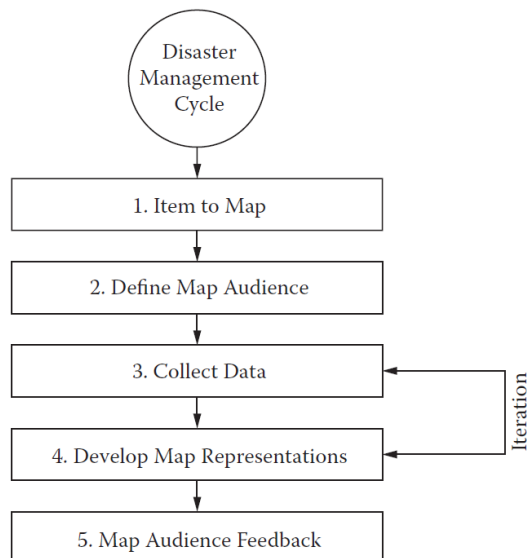 Disaster
Management
Cycle
1. Item to Map
2. Define Map Audience
3. Collect Data
Iteration
4. Develop Map Representations
5. Map Audience Feedback